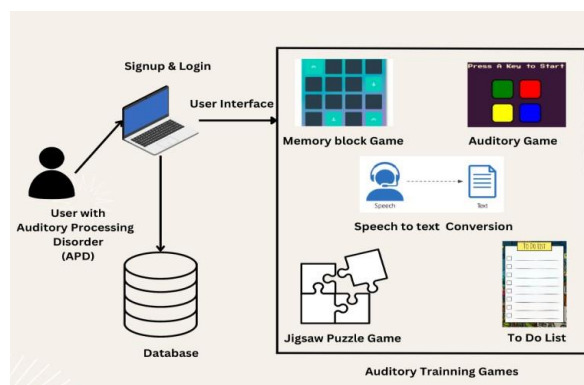 Signup & Login
User Interface
User with
Auditory Processing
Disorder
(APD)
Database
Memory block Game
Press A Key to Start
Auditory Game
Speech
Text
Speech to text Conversion
Jigsaw Puzzle Game
To Do List
To Do List
Auditory Trainning Games